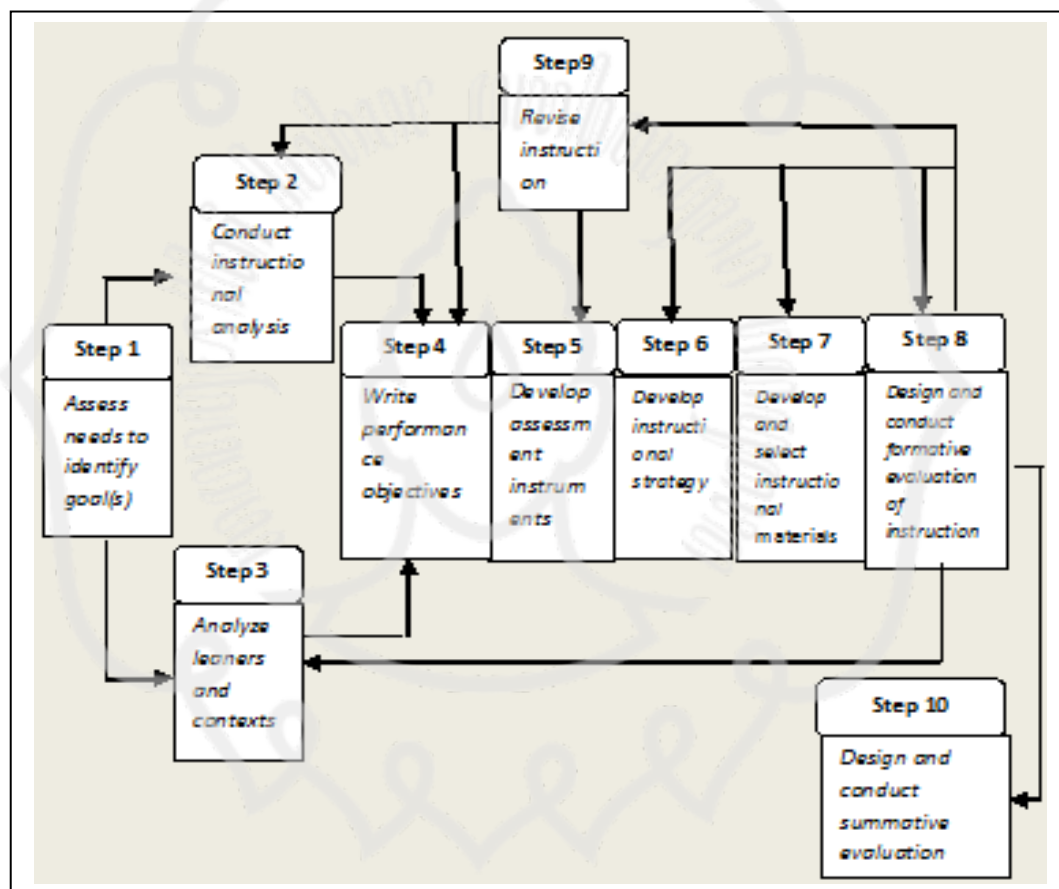 Step9
Revise
instructi
on
Step 2
Conduct
instructio
nal
analysis
Step 1
Assess
needs to
identify
goal(s)
Step 4
Write
performan
ce
objectives
Step 5
Develop
assessm
ent
instrum
ents
Step 6
Develop
instructi
onal
strategy
Step 7
Develop
and
select
instructio
nal
materials
Step 8
Design and
conduct
formative
evaluation
of
instruction
Step3
Analyze
leaners
and
contexts
Step 10
Design and
conduct
summative
evaluation